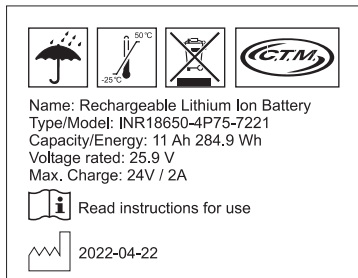 50 °C
-25 °C
C.T.M.
Name: Rechargeable Lithium Ion Battery
Type/Model: INR18650-4P75-7221
Capacity/Energy: 11 Ah 284.9 Wh
Voltage rated: 25.9 V
Max. Charge: 24V / 2A
i Read instructions for use
2022-04-22